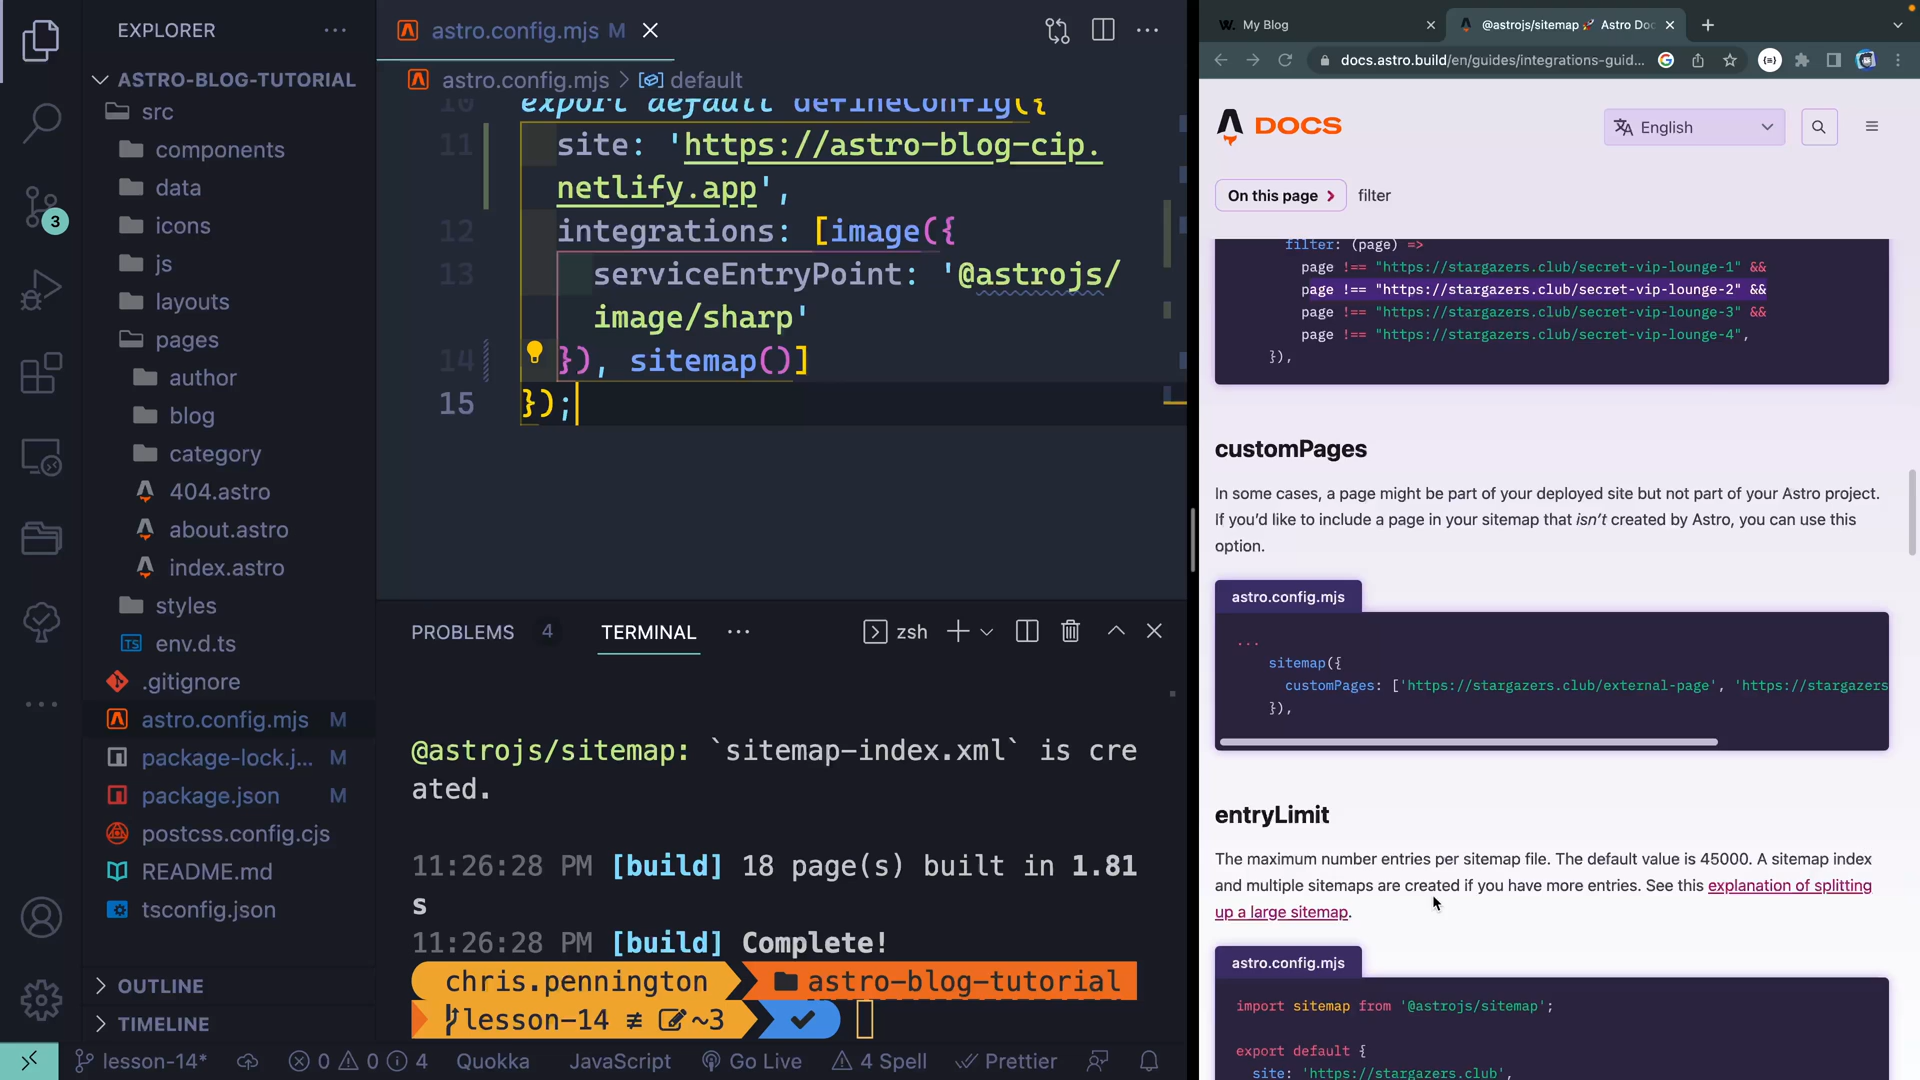 EXPLORER
ASTRO-BLOG-TUTORIAL
src
components
data
icons
js
layouts
pages
author
blog
category
404.astro
about.astro
index.astro
styles
TS env.d.ts
.gitignore
astro.config.mjs M
package-lock.j... M
package.json M
postcss.config.cjs
README.md
tsconfig.json
OUTLINE
TIMELINE
3
astro.config.mjs M
astro.config.mjs > default
10 export default defineConfig({
11 site: 'https://astro-blog-cip.
netlify.app',
12 integrations: [image({
13 serviceEntryPoint: '@astrojs/
image/sharp'
14 }), sitemap()]
15 });
PROBLEMS 4 TERMINAL ... zsh
@astrojs/sitemap: `sitemap-index.xml` is cre
ated.
11:26:28 PM [build] 18 page(s) built in 1.81
s
11:26:28 PM [build] Complete!
chris.pennington astro-blog-tutorial
lesson-14 ≢ ~3
lesson-14* 0 0 4 Quokka JavaScript Go Live 4 Spell Prettier
My Blog
@astrojs/sitemap 🚀 Astro Doc
docs.astro.build/en/guides/integrations-guid...
DOCS
English
On this page > filter
filter: (page) =>
page !== "https://stargazers.club/secret-vip-lounge-1" &&
page !== "https://stargazers.club/secret-vip-lounge-2" &&
page !== "https://stargazers.club/secret-vip-lounge-3" &&
page !== "https://stargazers.club/secret-vip-lounge-4",
}),
customPages
In some cases, a page might be part of your deployed site but not part of your Astro project.
If you'd like to include a page in your sitemap that isn't created by Astro, you can use this
option.
astro.config.mjs
...
sitemap({
customPages: ['https://stargazers.club/external-page', 'https://stargazers
}),
entryLimit
The maximum number entries per sitemap file. The default value is 45000. A sitemap index
and multiple sitemaps are created if you have more entries. See this explanation of splitting
up a large sitemap.
astro.config.mjs
import sitemap from '@astrojs/sitemap';
export default {
site: 'https://stargazers.club',